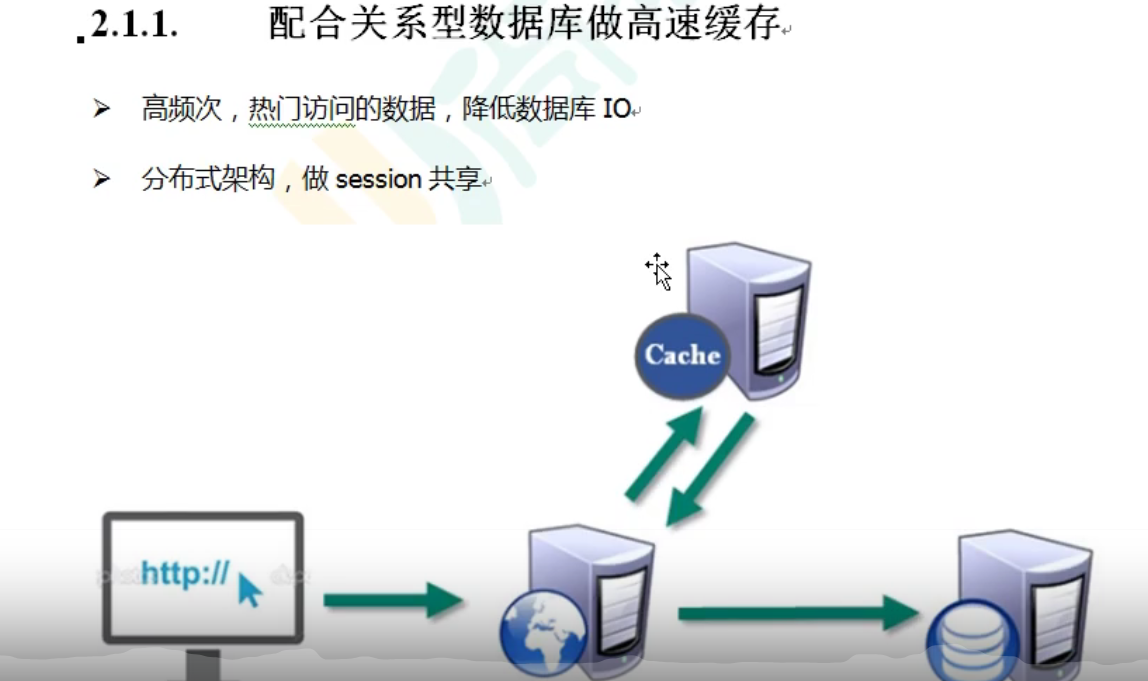 2.1.1. 配合关系型数据库做高速缓存
➢ 高频次，热门访问的数据，降低数据库 IO
➢ 分布式架构，做 session 共享
Cache
http://